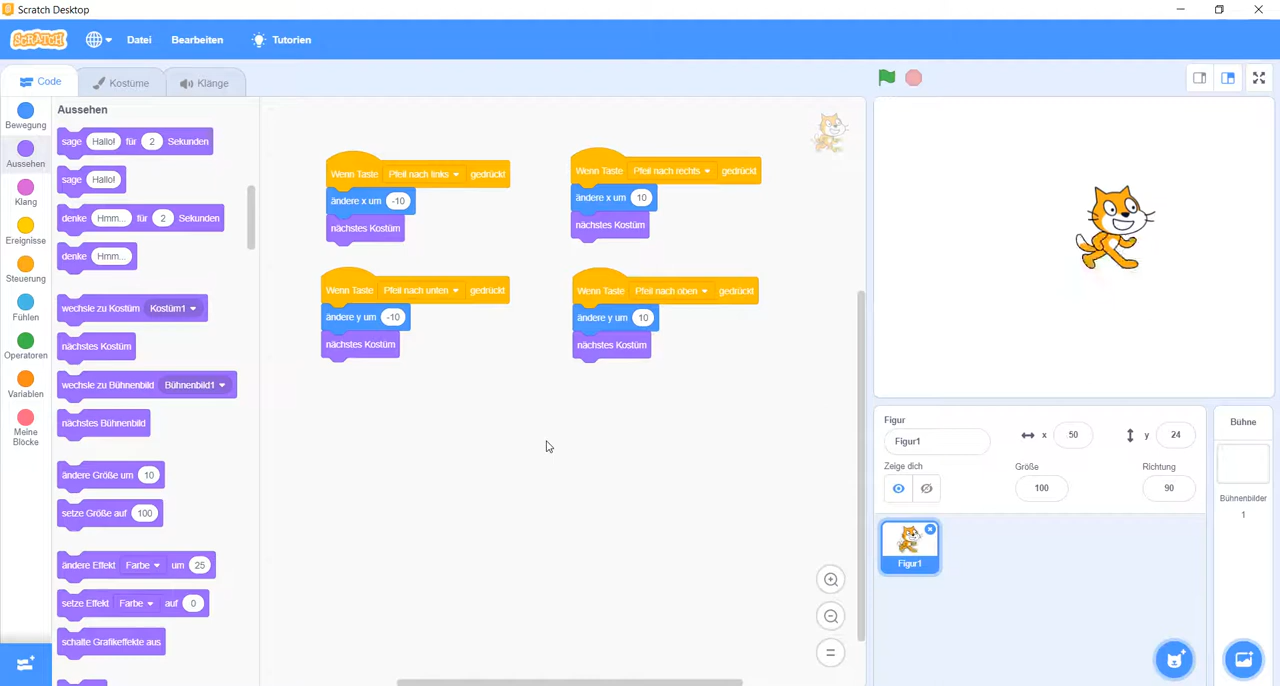 Scratch Desktop
SCRATCH
Datei
Bearbeiten
Tutorien
Code
Kostüme
Klänge
Bewegung
Aussehen
Klang
Ereignisse
Steuerung
Fühlen
Operatoren
Variablen
Meine
Blöcke
Aussehen
sage Hallo! für 2 Sekunden
sage Hallo!
denke Hmm... für 2 Sekunden
denke Hmm...
wechsle zu Kostüm Kostüm1
nächstes Kostüm
wechsle zu Bühnenbild Bühnenbild1
nächstes Bühnenbild
ändere Größe um 10
setze Größe auf 100
ändere Effekt Farbe um 25
setze Effekt Farbe auf 0
schalte Grafikeffekte aus
Wenn Taste Pfeil nach links gedrückt
ändere x um -10
nächstes Kostüm
Wenn Taste Pfeil nach rechts gedrückt
ändere x um 10
nächstes Kostüm
Wenn Taste Pfeil nach unten gedrückt
ändere y um -10
nächstes Kostüm
Wenn Taste Pfeil nach oben gedrückt
ändere y um 10
nächstes Kostüm
Figur
Figur1
x 50
y 24
Zeige dich
Größe
100
Richtung
90
Figur1
Bühne
Bühnenbilder
1